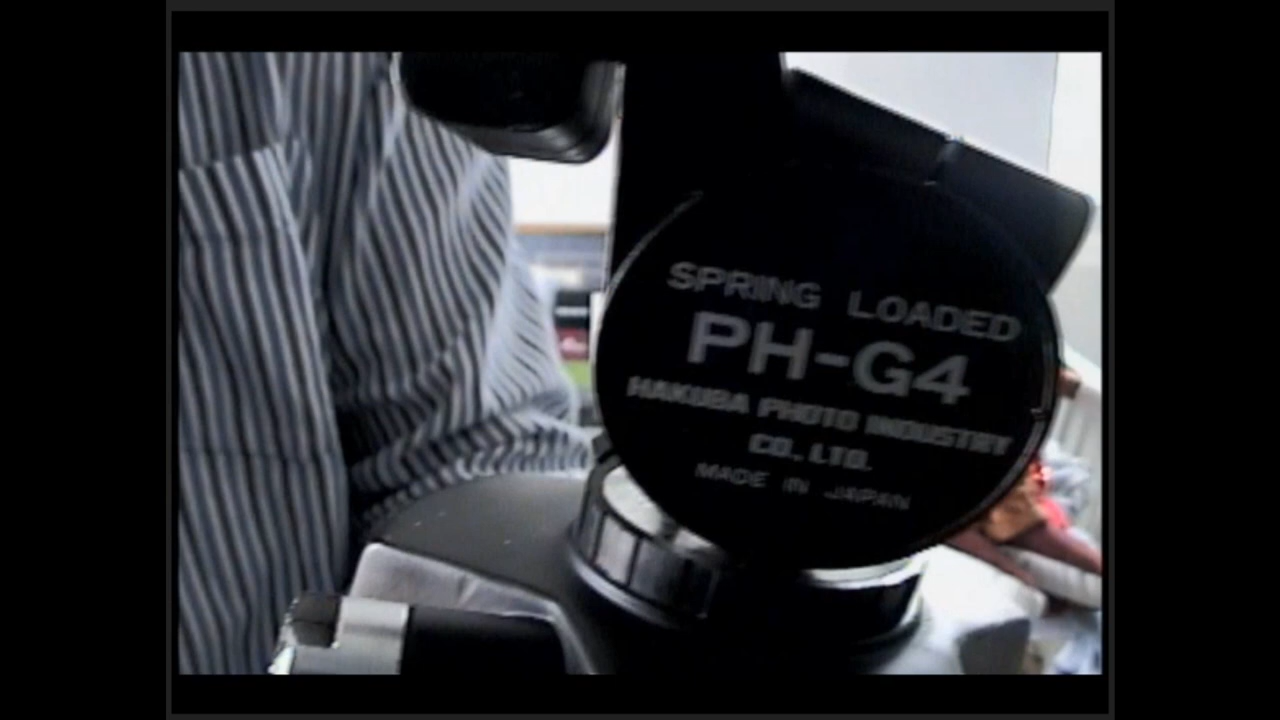 SPRING LOADED
PH-G4
HAKUBA PHOTO INDUSTRY
CO., LTD.
MADE IN JAPAN